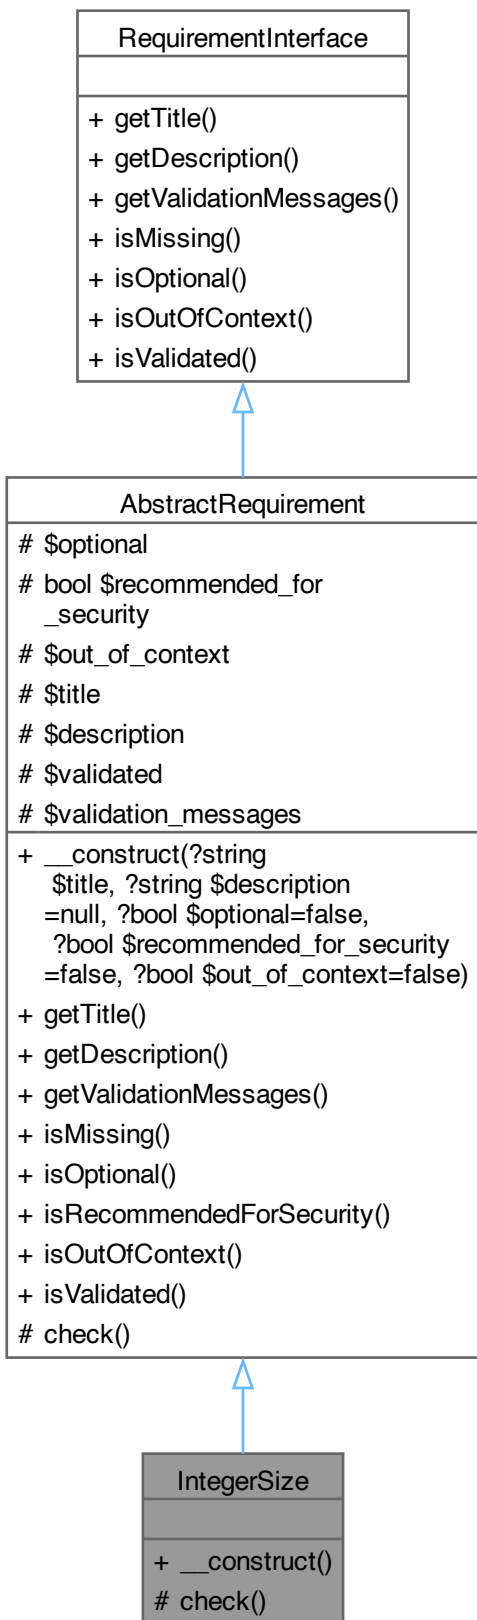 RequirementInterface
+ getTitle()
+ getDescription()
+ getValidationMessages()
+ isMissing()
+ isOptional()
+ isOutOfContext()
+ isValidated()
AbstractRequirement
# $optional
# bool $recommended_for
_security
# $out_of_context
# $title
# $description
# $validated
# $validation_messages
+ __construct(?string
$title, ?string $description
=null, ?bool $optional=false,
?bool $recommended_for_security
=false, ?bool $out_of_context=false)
+ getTitle()
+ getDescription()
+ getValidationMessages()
+ isMissing()
+ isOptional()
+ isRecommendedForSecurity()
+ isOutOfContext()
+ isValidated()
# check()
IntegerSize
+ __construct()
# check()